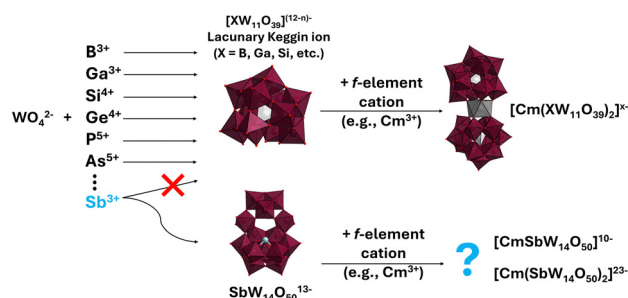 [XW₁₁O₃₉]⁽¹²⁻ⁿ⁾⁻
Lacunary Keggin ion
(X = B, Ga, Si, etc.)
B³⁺
Ga³⁺
Si⁴⁺
Ge⁴⁺
P⁵⁺
As⁵⁺
Sb³⁺
WO₄²⁻ +
+ f-element
cation
(e.g., Cm³⁺)
[Cm(XW₁₁O₃₉)₂]ˣ⁻
SbW₁₄O₅₀¹³⁻
+ f-element
cation
(e.g., Cm³⁺)
?
[CmSbW₁₄O₅₀]¹⁰⁻
[Cm(SbW₁₄O₅₀)₂]²³⁻